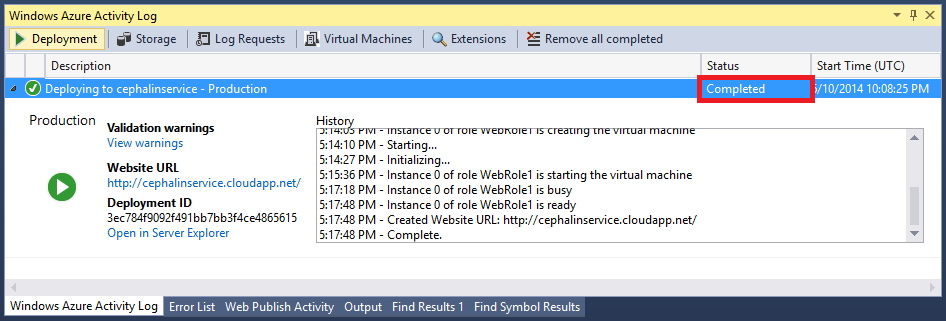 Windows Azure Activity Log
Deployment Storage Log Requests Virtual Machines Extensions Remove all completed
Description Status Start Time (UTC)
Deploying to cephalinservice - Production Completed /10/2014 10:08:25 PM
Production
Validation warnings
View warnings
Website URL
http://cephalinservice.cloudapp.net/
Deployment ID
3ec784f9092f491bb7bb3f4ce4865615
Open in Server Explorer
History
5:14:03 PM - Instance 0 of role WebRole1 is creating the virtual machine
5:14:10 PM - Starting...
5:14:27 PM - Initializing...
5:15:36 PM - Instance 0 of role WebRole1 is starting the virtual machine
5:17:18 PM - Instance 0 of role WebRole1 is busy
5:17:48 PM - Instance 0 of role WebRole1 is ready
5:17:48 PM - Created Website URL: http://cephalinservice.cloudapp.net/
5:17:48 PM - Complete.
Windows Azure Activity Log Error List Web Publish Activity Output Find Results 1 Find Symbol Results